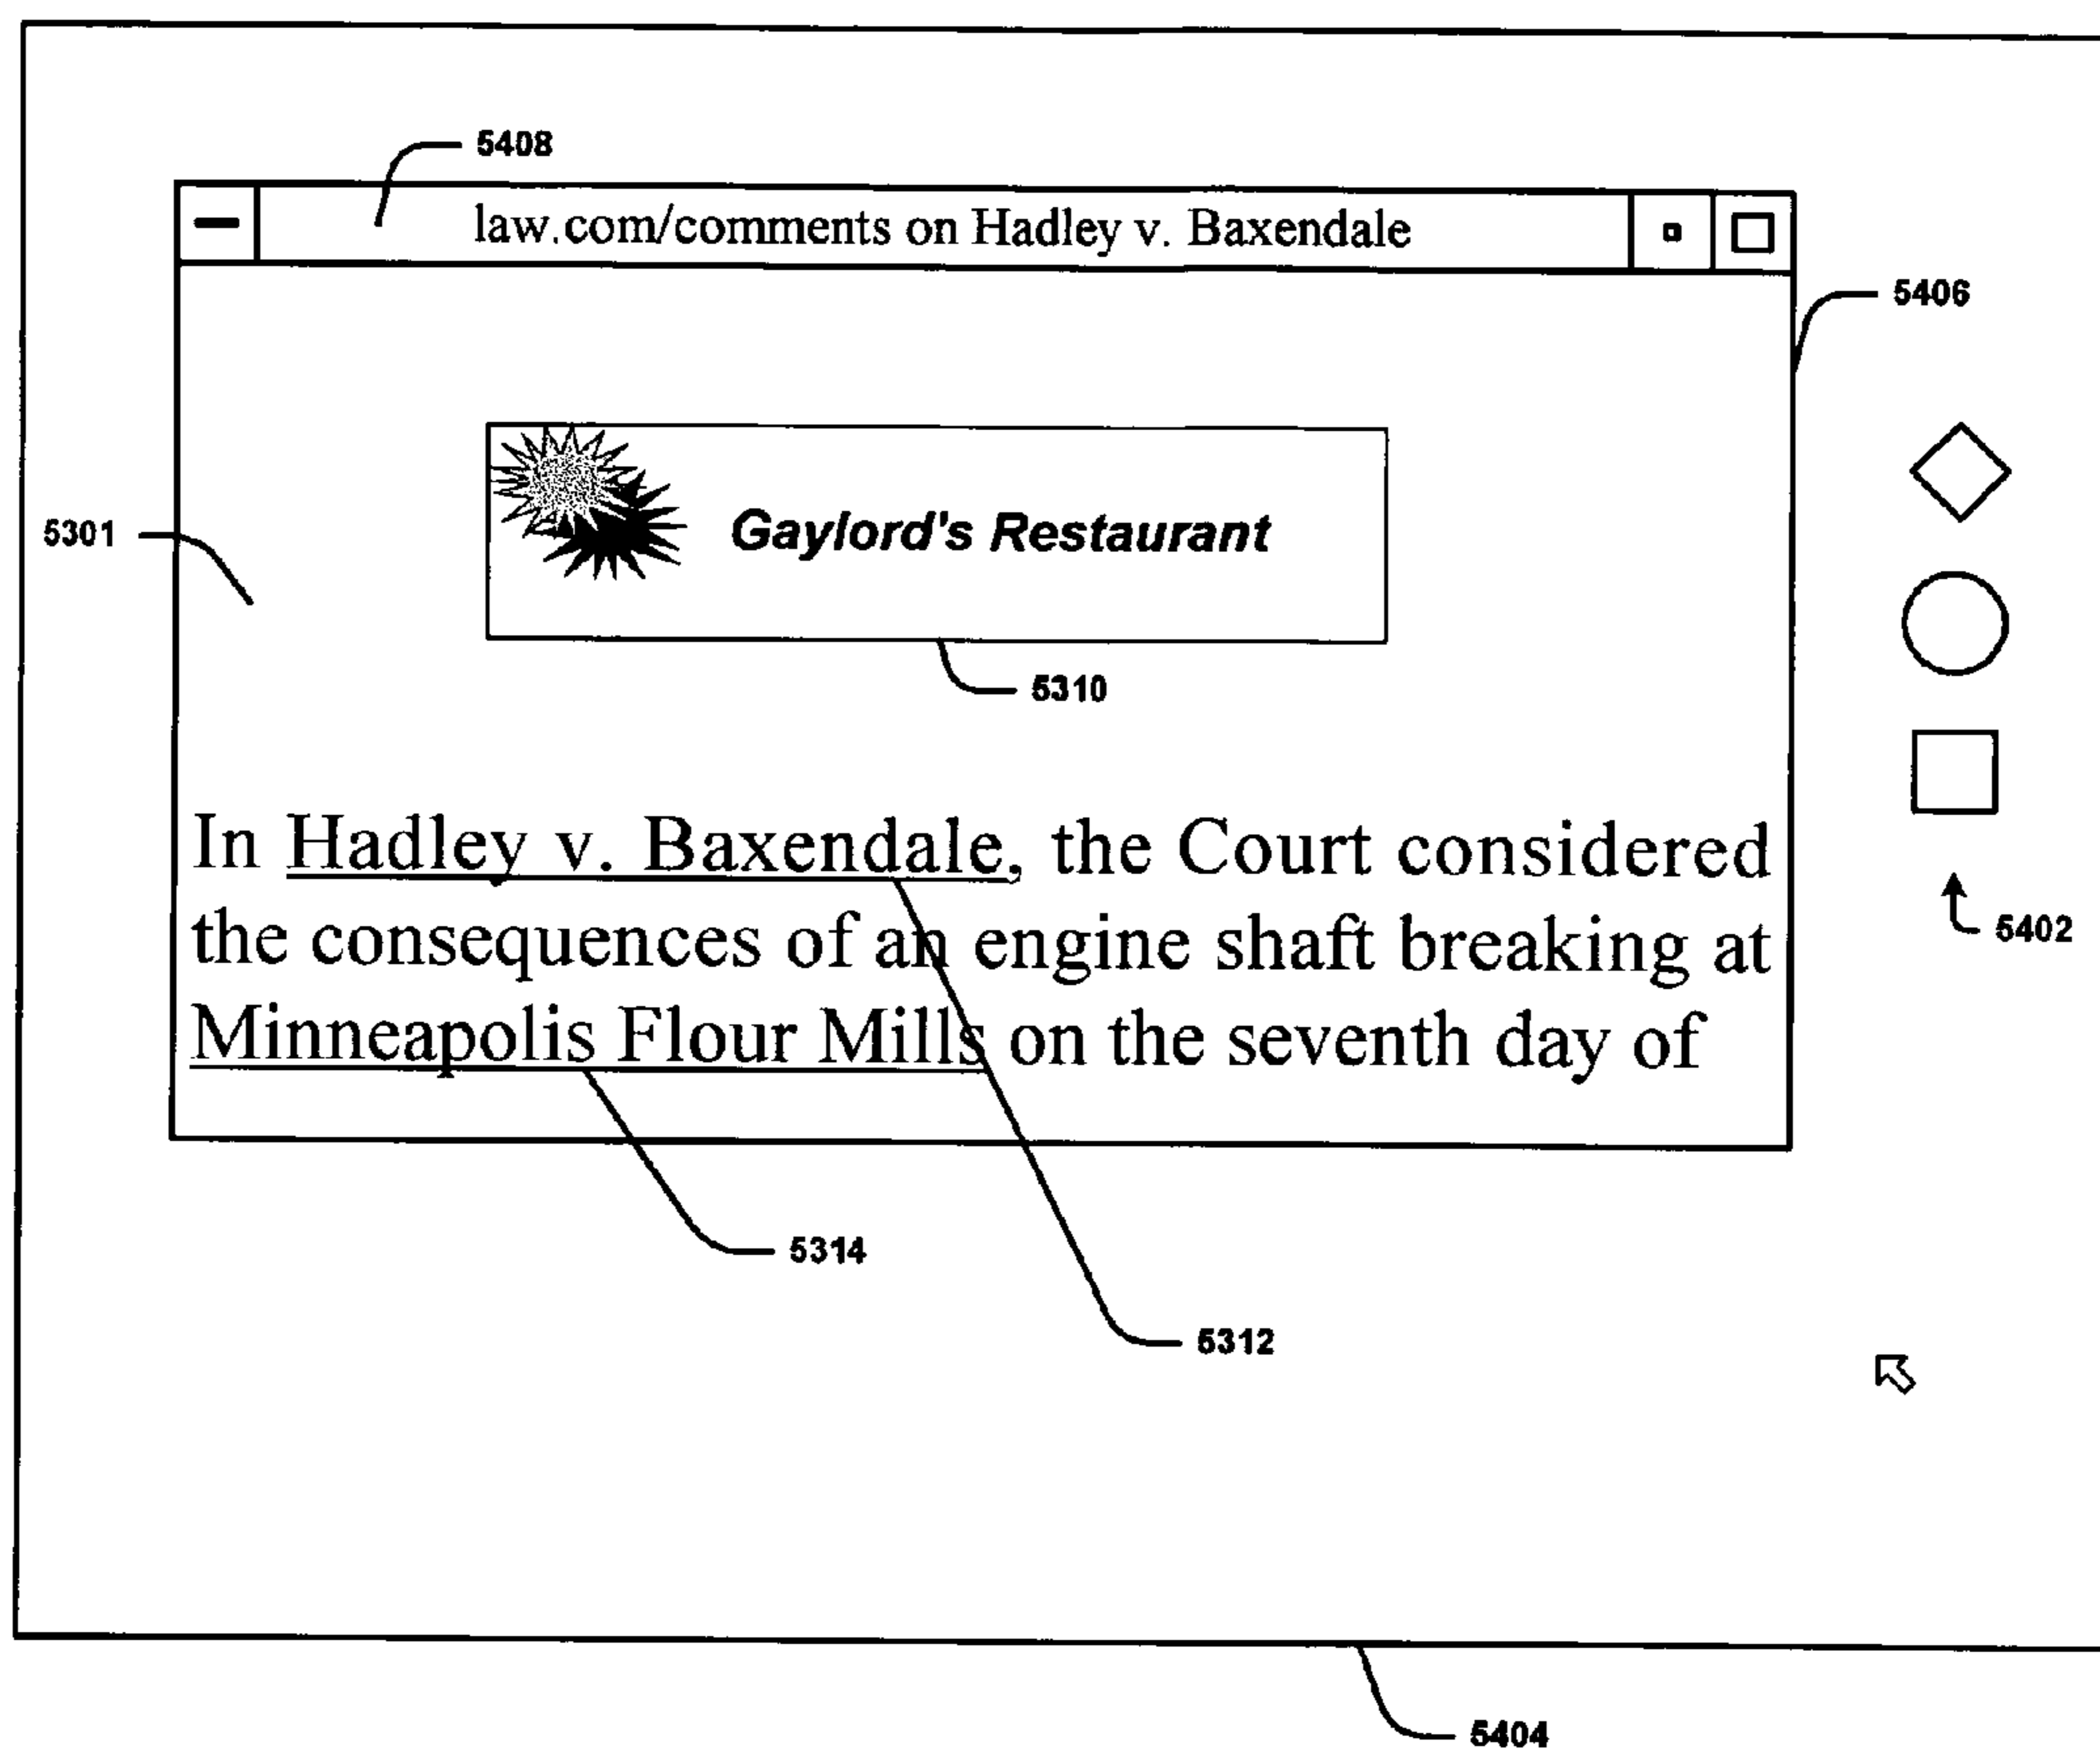 5408
law.com/comments on Hadley v. Baxendale
5406
Gaylord's Restaurant
5301
5310
In Hadley v. Baxendale, the Court considered
the consequences of an engine shaft breaking at
Minneapolis Flour Mills on the seventh day of
5402
5314
5312
5404